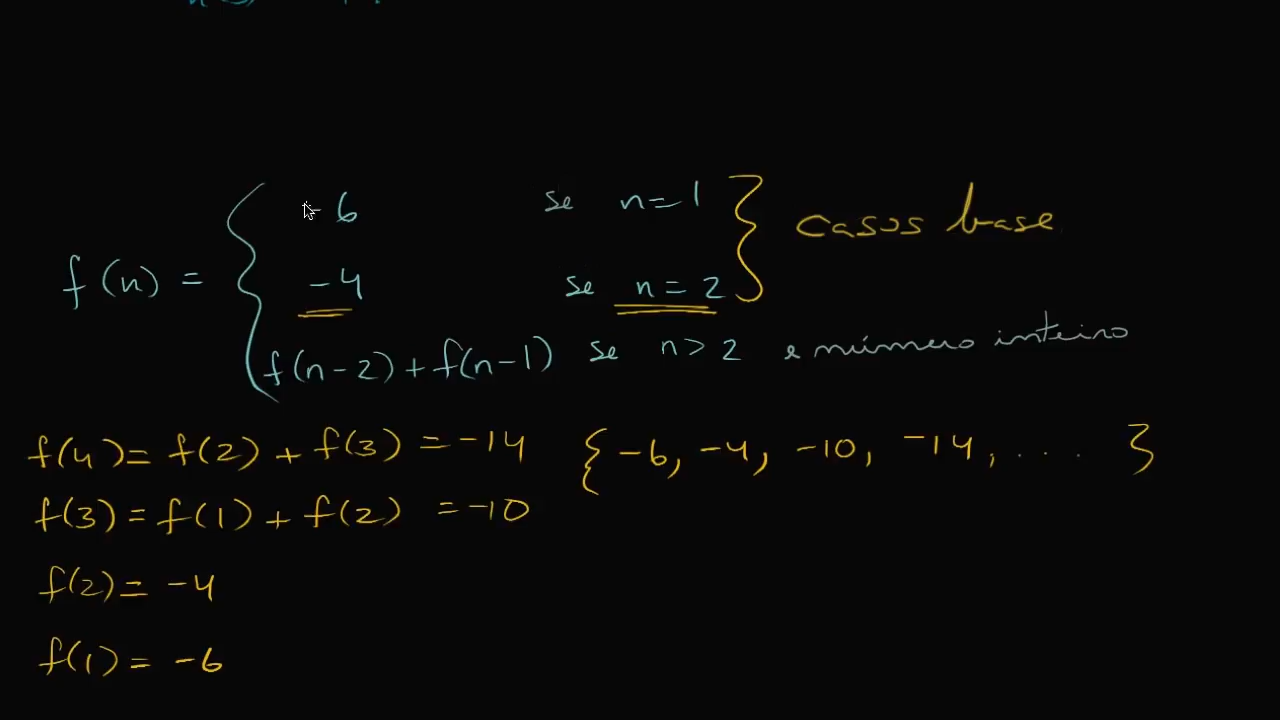 -6 se n=1 } casos base
f(n) = { -4 se n=2
f(n-2)+f(n-1) se n>2 e número inteiro
f(4)= f(2) + f(3) = -14 { -6, -4, -10, -14, .... }
f(3)= f(1) + f(2) = -10
f(2)= -4
f(1)= -6